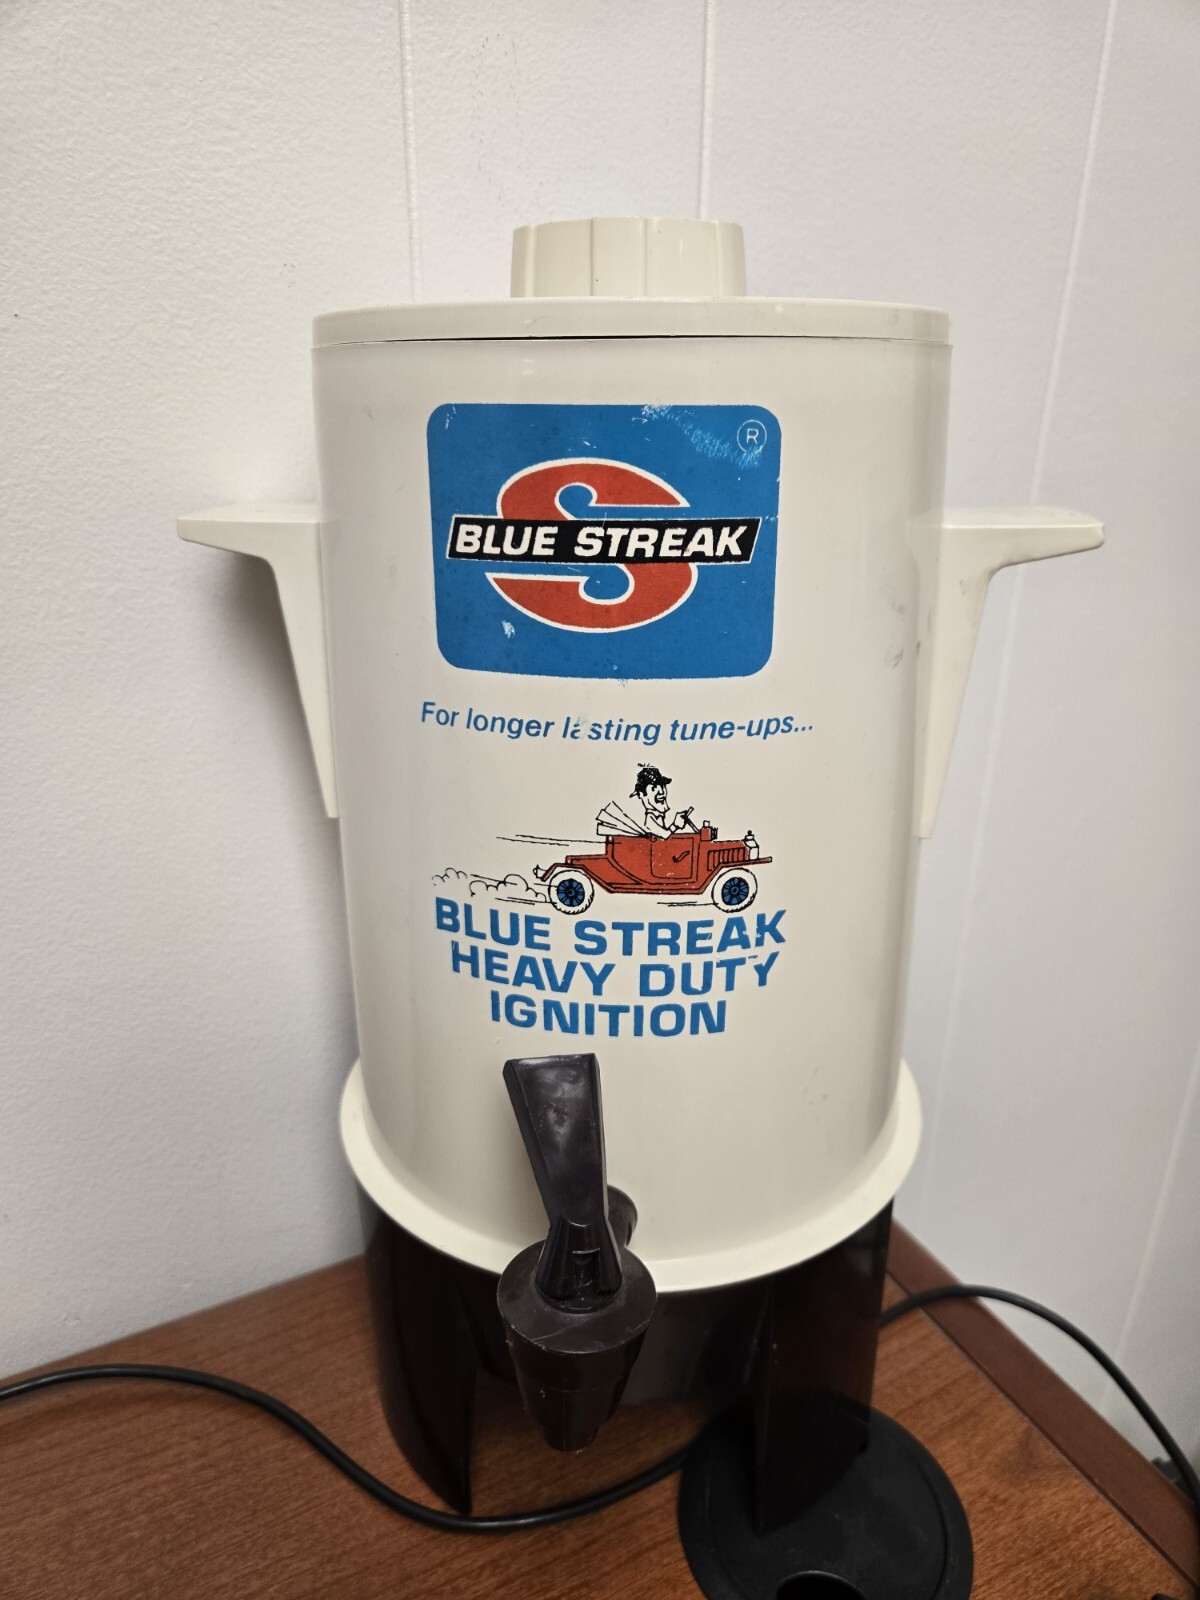 ®
BLUE STREAK
For longer lasting tune-ups...
BLUE STREAK
HEAVY DUTY
IGNITION